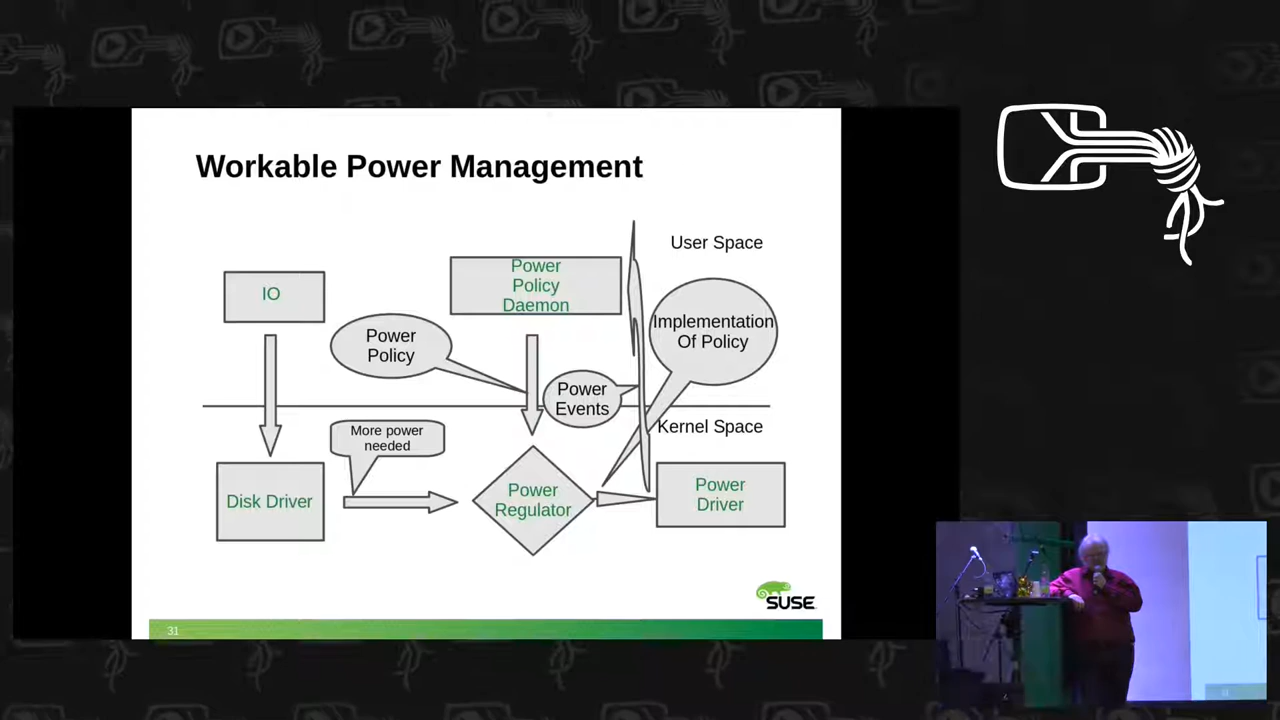 Workable Power Management
User Space
IO
Power
Policy
Daemon
Implementation
Of Policy
Power
Policy
Power
Events
More power
needed
Kernel Space
Disk Driver
Power
Regulator
Power
Driver
SUSE
31